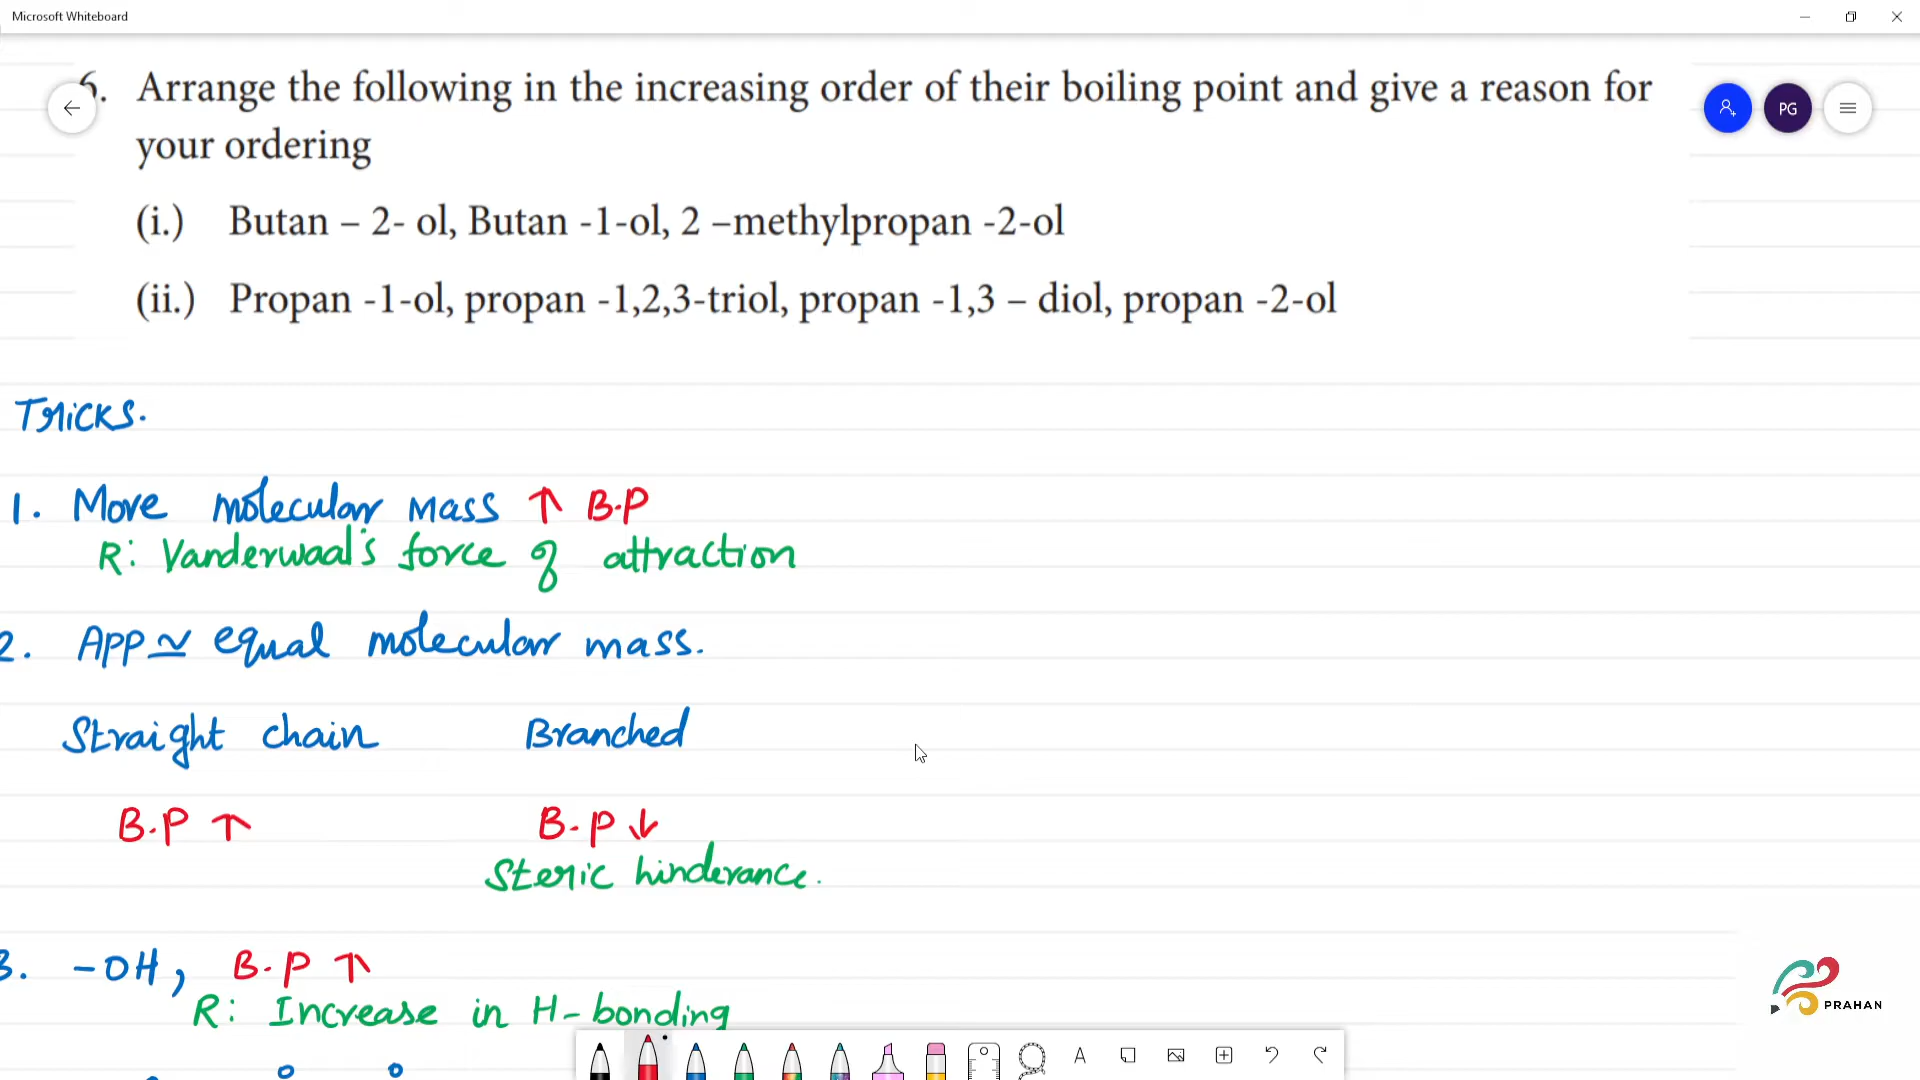 Microsoft Whiteboard
6. Arrange the following in the increasing order of their boiling point and give a reason for
your ordering
PG
(i.) Butan – 2- ol, Butan -1-ol, 2 –methylpropan -2-ol
(ii.) Propan -1-ol, propan -1,2,3-triol, propan -1,3 – diol, propan -2-ol
Tricks.
1. More molecular mass ↑ B.P
R: Vanderwaal's force of attraction
2. App ≃ equal molecular mass.
Straight chain Branched
B.P ↑ B.P ↓
Steric hinderance.
3. -OH, B.P ↑
R: Increase in H-bonding
PRAHAN
A